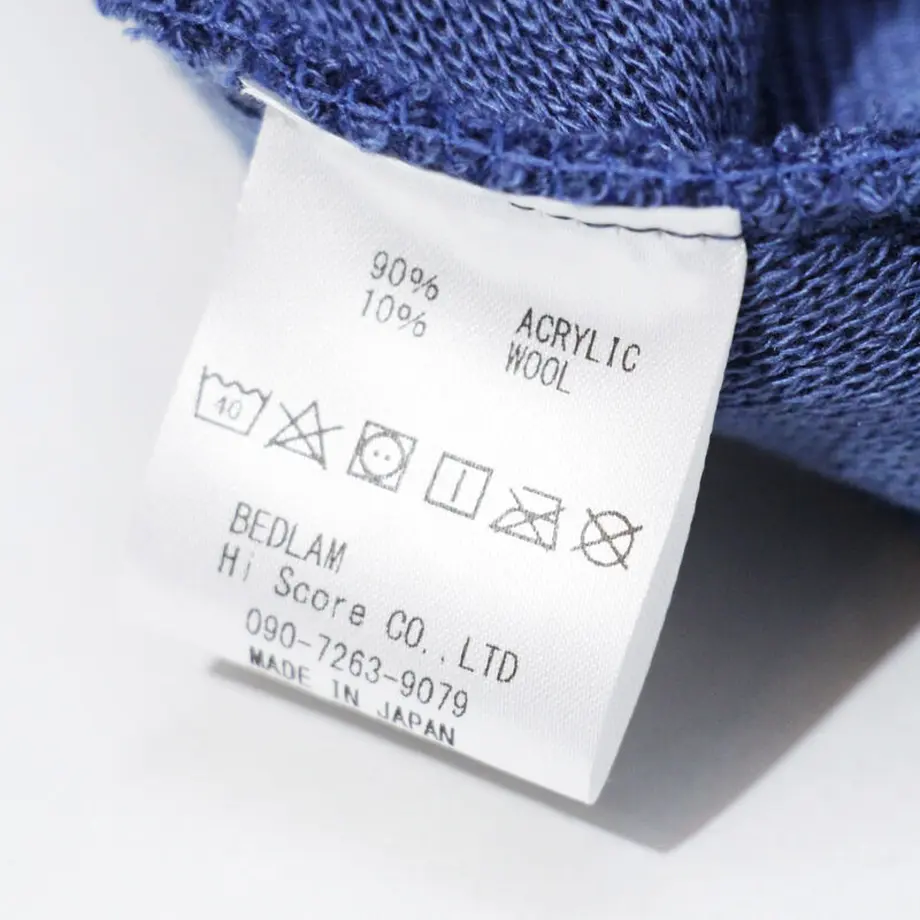 90% ACRYLIC
10% WOOL
40
BEDLAM
Hi Score CO.,LTD
090-7263-9079
MADE IN JAPAN